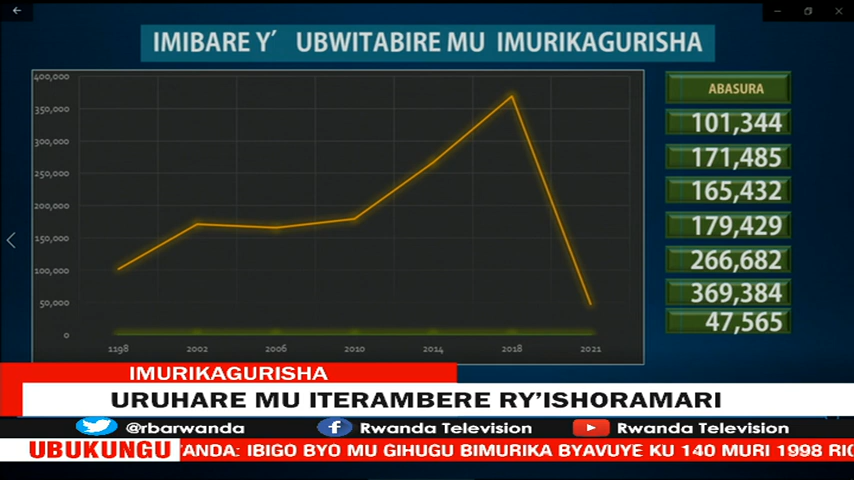 IMIBARE Y' UBWITABIRE MU IMURIKAGURISHA
400,000
350,000
300,000
250,000
200,000
150,000
100,000
50,000
0
1198 2002 2006 2010 2014 2018 2021
ABASURA
101,344
171,485
165,432
179,429
266,682
369,384
47,565
IMURIKAGURISHA
URUHARE MU ITERAMBERE RY'ISHORAMARI
@rbarwanda Rwanda Television Rwanda Television
UBUKUNGU ANDA: IBIGO BYO MU GIHUGU BIMURIKA BYAVUYE KU 140 MURI 1998